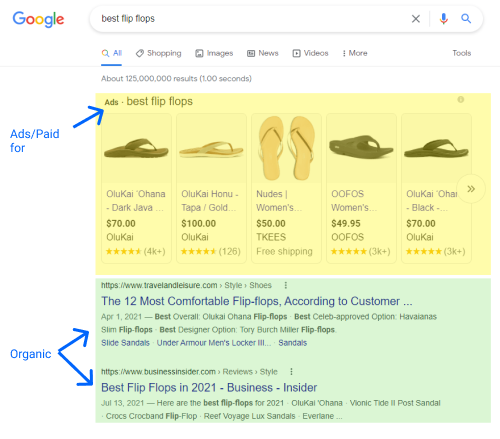 Google
best flip flops
All Shopping Images News Videos More Tools
About 125,000,000 results (1.00 seconds)
Ads/Paid for
Ads · best flip flops
OluKai 'Ohana - Dark Java ...
$70.00
OluKai
(4k+)
OluKai Honu - Tapa / Gold...
$100.00
OluKai
(126)
Nudes | Women's...
$50.00
TKEES
Free shipping
OOFOS Women's...
$49.95
OOFOS
(3k+)
OluKai 'Ohana - Black - ...
$70.00
OluKai
(3k+)
Organic
https://www.travelandleisure.com › Style › Shoes
The 12 Most Comfortable Flip-flops, According to Customer ...
Apr 1, 2021 — Best Overall: Olukai Ohana Flip-flops · Best Celeb-approved Option: Havaianas
Slim Flip-flops · Best Designer Option: Tory Burch Miller Flip-flops.
Slide Sandals · Under Armour Men's Locker III... · Sandals
https://www.businessinsider.com › Reviews › Style
Best Flip Flops in 2021 - Business - Insider
Jul 13, 2021 — Here are the best flip-flops for 2021 · OluKai 'Ohana · Vionic Tide II Post Sandal
· Crocs Crocband Flip-Flop · Reef Voyage Lux Sandals · Everlane ...